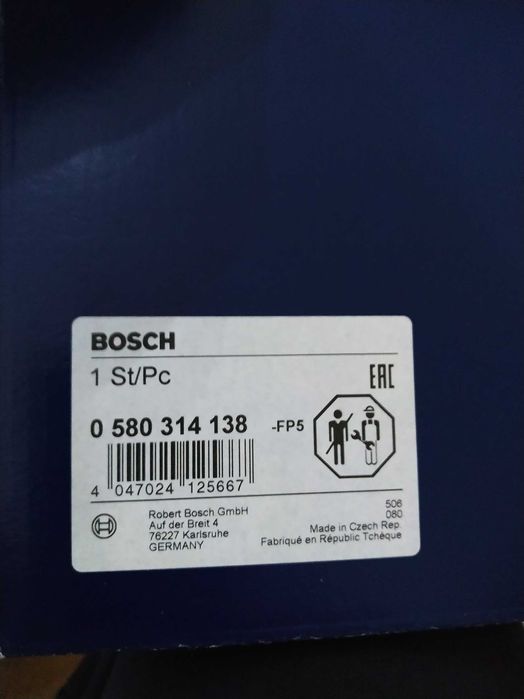 BOSCH
1 St/Pc
EAC
0 580 314 138 -FP5
4 047024 125667
Robert Bosch GmbH
Auf der Breit 4
76227 Karlsruhe
GERMANY
506
080
Made in Czech Rep.
Fabriqué en Républic Tchèque